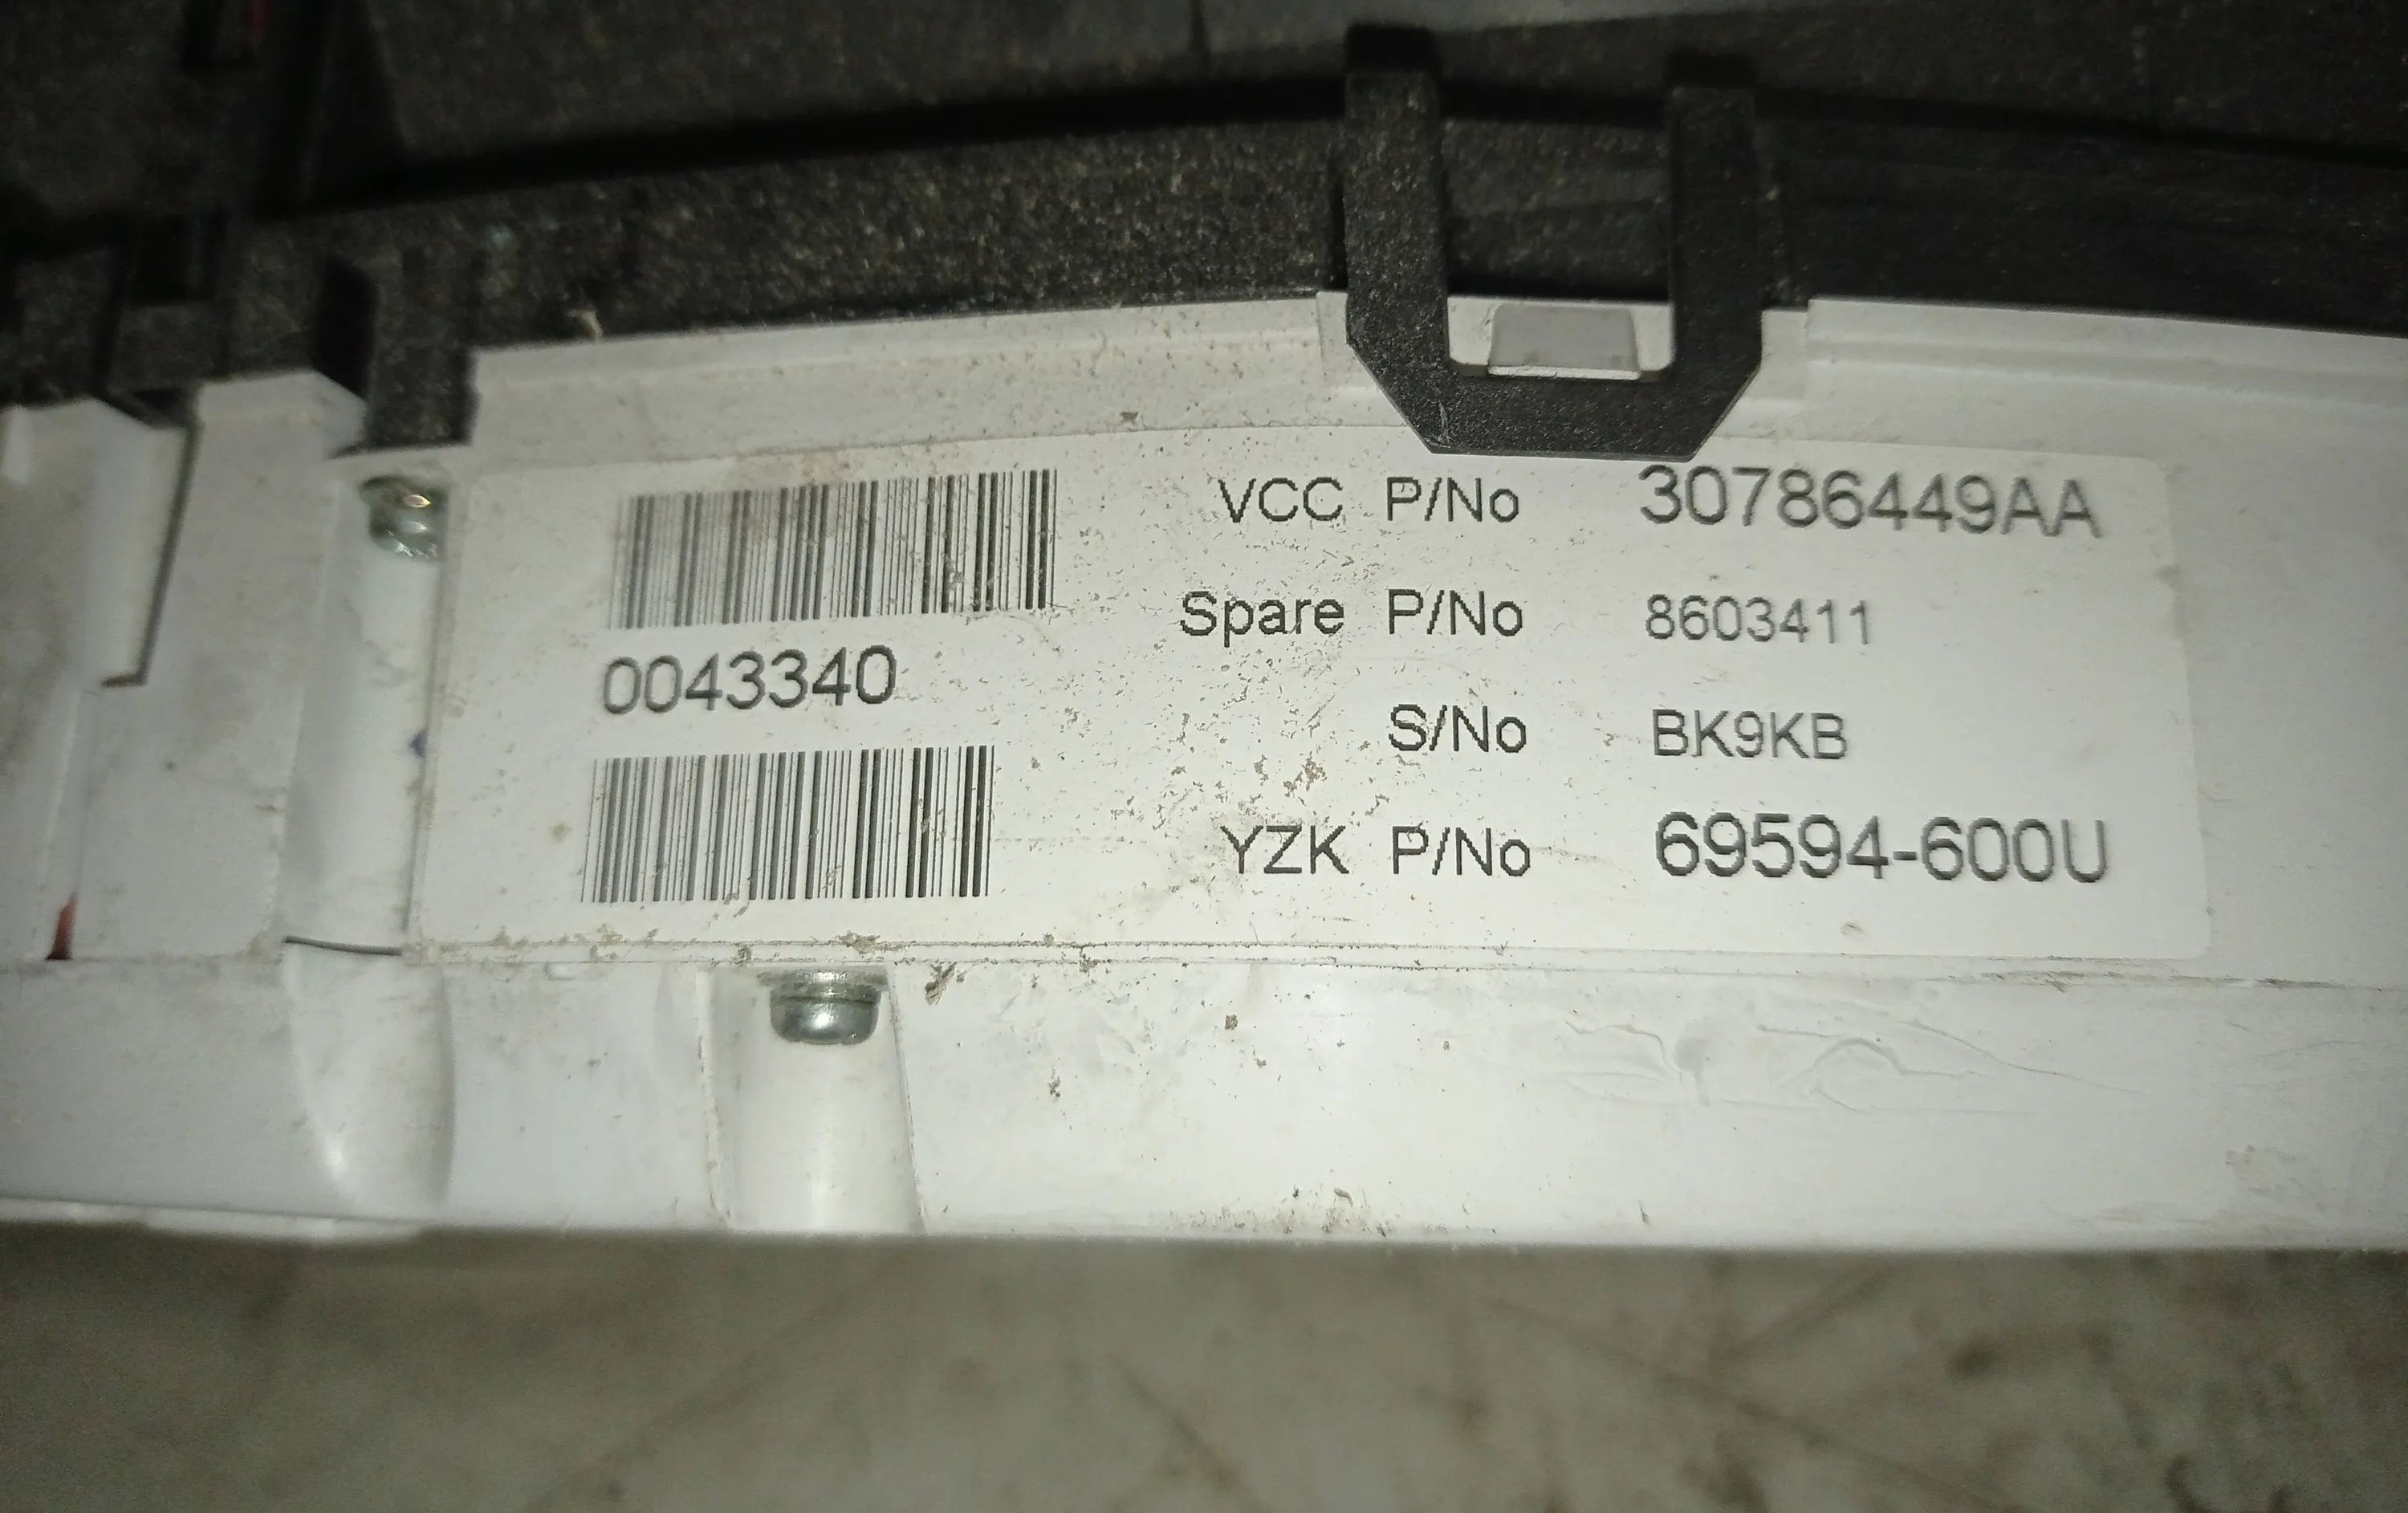 VCC P/No 30786449AA
Spare P/No 8603411
0043340
S/No BK9KB
YZK P/No 69594-600U